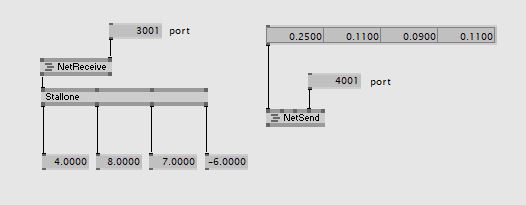 3001 port
NetReceive
Stallone
4.0000 8.0000 7.0000 -6.0000
0.2500 0.1100 0.0900 0.1100
4001 port
NetSend